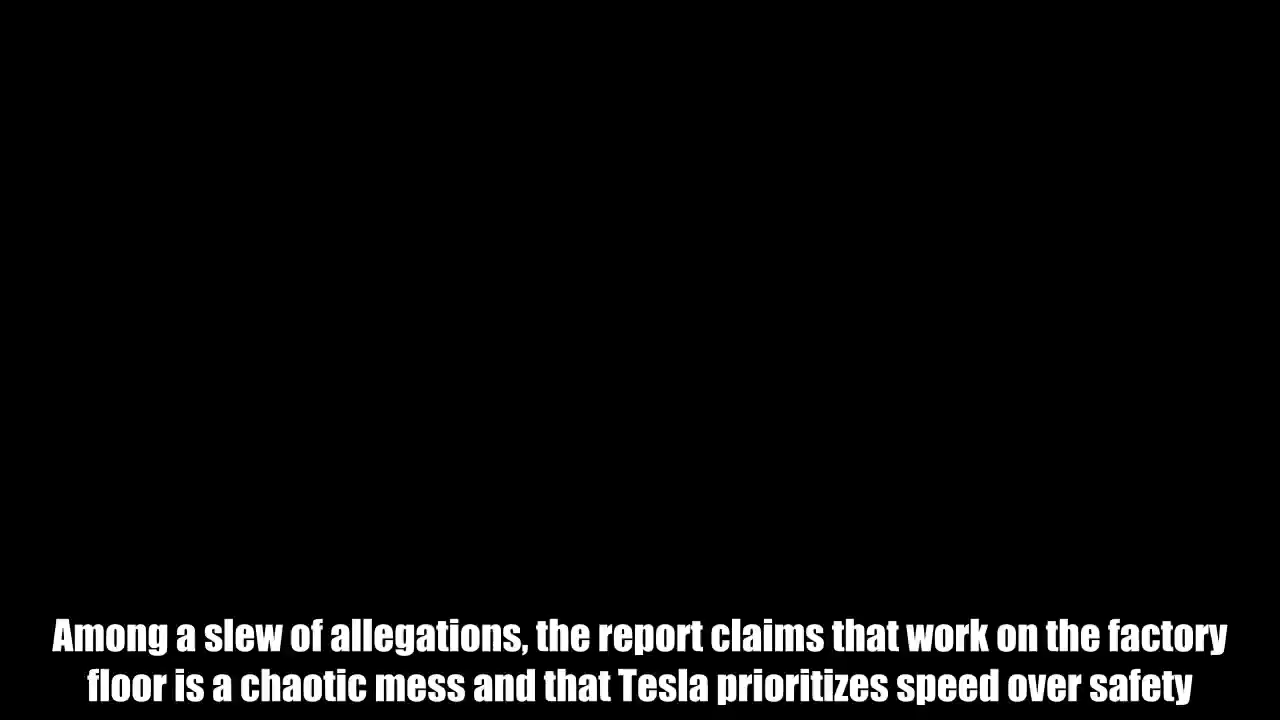 Among a slew of allegations, the report claims that work on the factory
floor is a chaotic mess and that Tesla prioritizes speed over safety